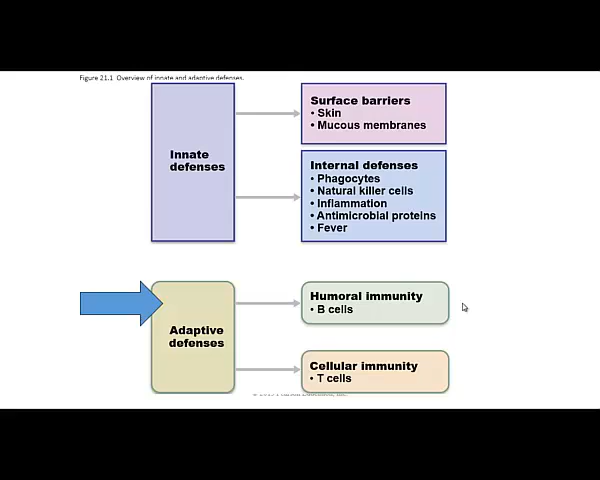 Figure 21.1 Overview of innate and adaptive defenses.
Innate
defenses
Surface barriers
• Skin
• Mucous membranes
Internal defenses
• Phagocytes
• Natural killer cells
• Inflammation
• Antimicrobial proteins
• Fever
Adaptive
defenses
Humoral immunity
• B cells
Cellular immunity
• T cells